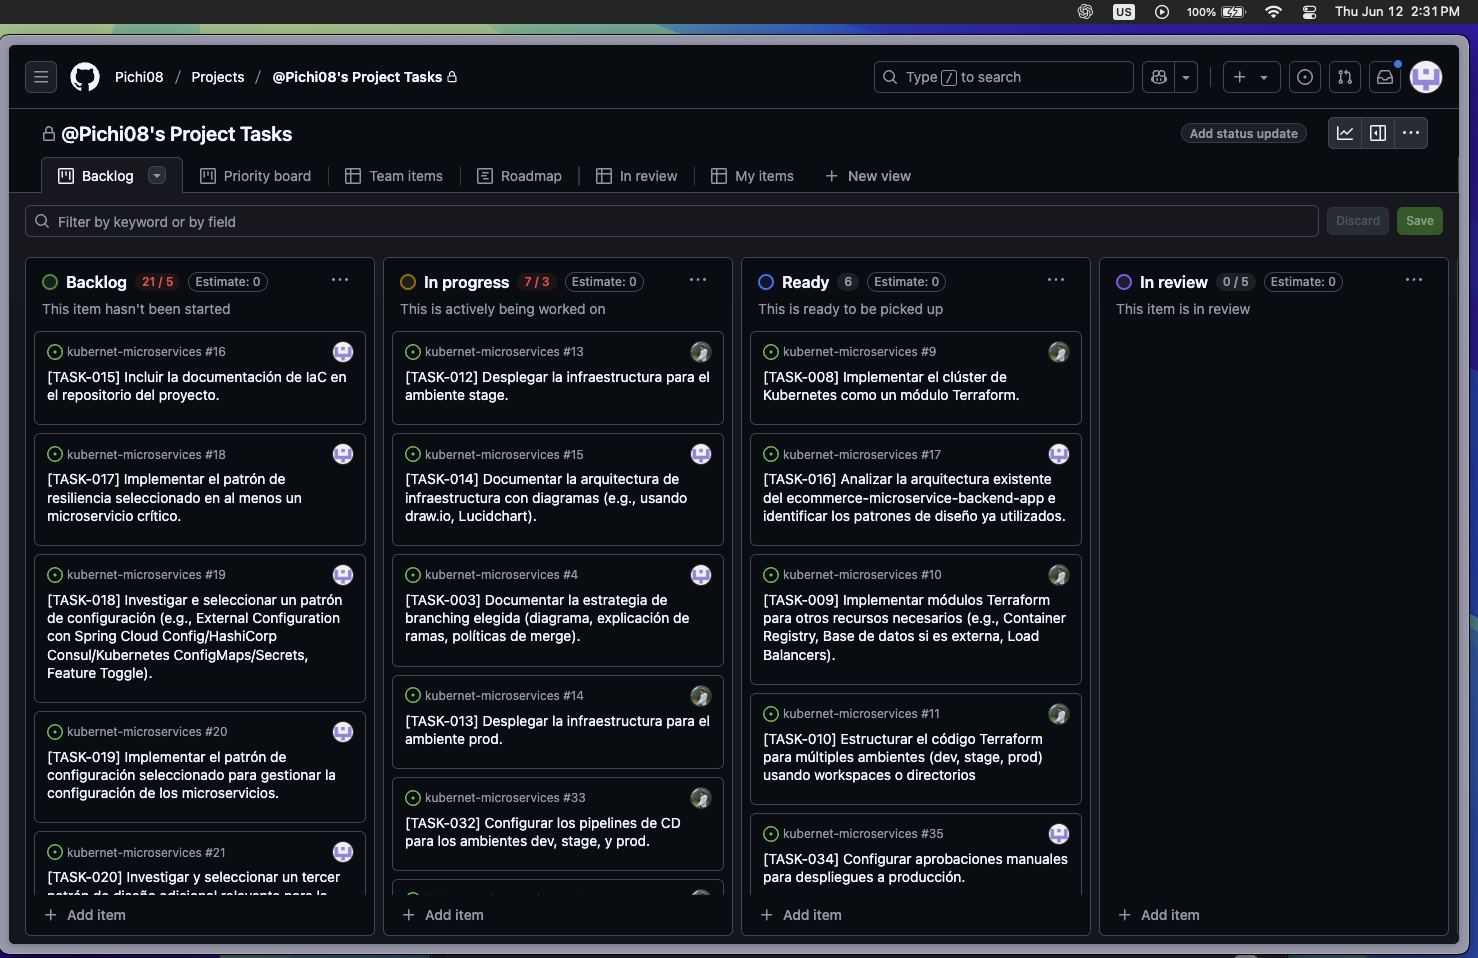 US
100%
Thu Jun 12 2:31 PM
Pichi08 / Projects / @Pichi08's Project Tasks
Type / to search
@Pichi08's Project Tasks
Add status update
Backlog
Priority board
Team items
Roadmap
In review
My items
New view
Filter by keyword or by field
Discard
Save
Backlog 21 / 5 Estimate: 0
This item hasn't been started
kubernet-microservices #16
[TASK-015] Incluir la documentación de IaC en
el repositorio del proyecto.
kubernet-microservices #18
[TASK-017] Implementar el patrón de
resiliencia seleccionado en al menos un
microservicio crítico.
kubernet-microservices #19
[TASK-018] Investigar e seleccionar un patrón
de configuración (e.g., External Configuration
con Spring Cloud Config/HashiCorp
Consul/Kubernetes ConfigMaps/Secrets,
Feature Toggle).
kubernet-microservices #20
[TASK-019] Implementar el patrón de
configuración seleccionado para gestionar la
configuración de los microservicios.
kubernet-microservices #21
[TASK-020] Investigar y seleccionar un tercer
patrón de diseño adicional relevante para la
Add item
In progress 7 / 3 Estimate: 0
This is actively being worked on
kubernet-microservices #13
[TASK-012] Desplegar la infraestructura para el
ambiente stage.
kubernet-microservices #15
[TASK-014] Documentar la arquitectura de
infraestructura con diagramas (e.g., usando
draw.io, Lucidchart).
kubernet-microservices #4
[TASK-003] Documentar la estrategia de
branching elegida (diagrama, explicación de
ramas, políticas de merge).
kubernet-microservices #14
[TASK-013] Desplegar la infraestructura para el
ambiente prod.
kubernet-microservices #33
[TASK-032] Configurar los pipelines de CD
para los ambientes dev, stage, y prod.
Add item
Ready 6 Estimate: 0
This is ready to be picked up
kubernet-microservices #9
[TASK-008] Implementar el clúster de
Kubernetes como un módulo Terraform.
kubernet-microservices #17
[TASK-016] Analizar la arquitectura existente
del ecommerce-microservice-backend-app e
identificar los patrones de diseño ya utilizados.
kubernet-microservices #10
[TASK-009] Implementar módulos Terraform
para otros recursos necesarios (e.g., Container
Registry, Base de datos si es externa, Load
Balancers).
kubernet-microservices #11
[TASK-010] Estructurar el código Terraform
para múltiples ambientes (dev, stage, prod)
usando workspaces o directorios
kubernet-microservices #35
[TASK-034] Configurar aprobaciones manuales
para despliegues a producción.
Add item
In review 0 / 5 Estimate: 0
This item is in review
Add item